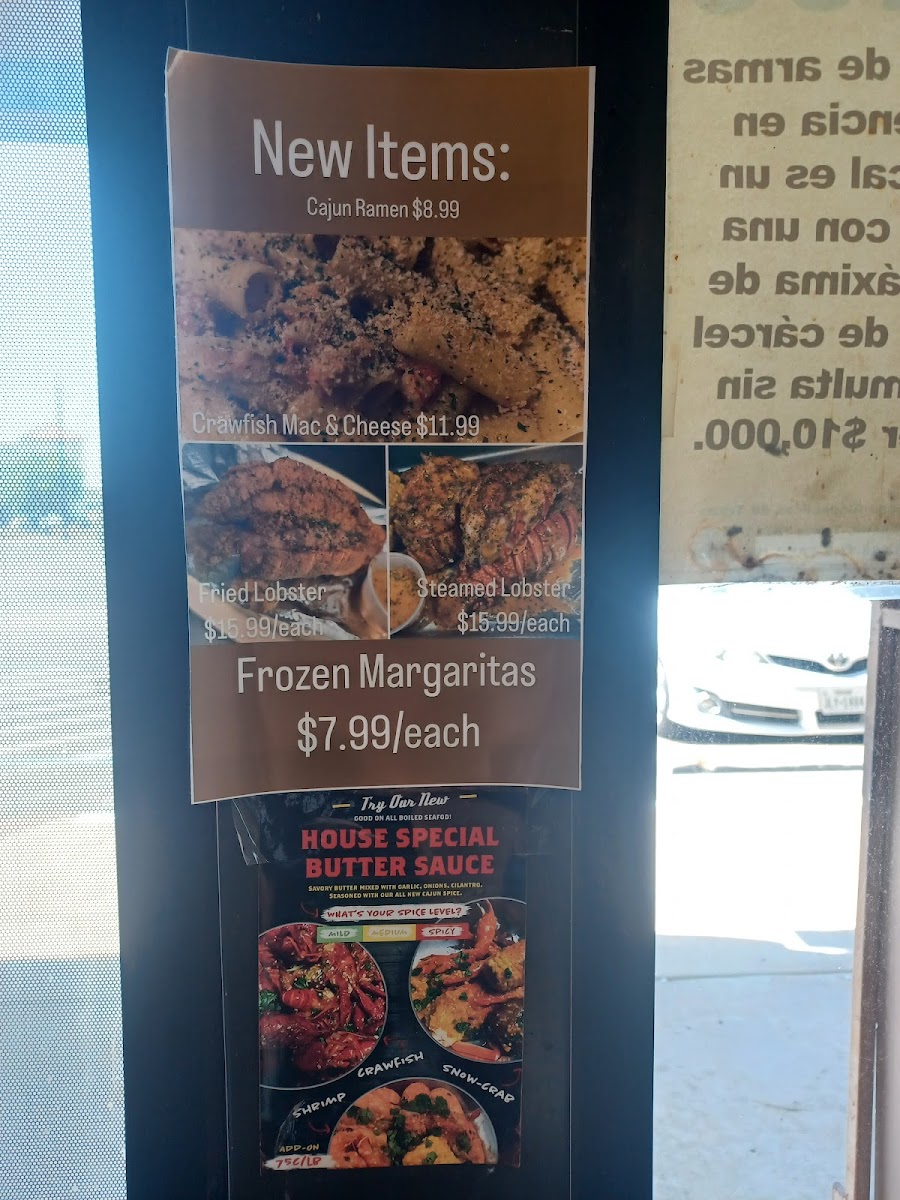 New Items:
Cajun Ramen $8.99
Crawfish Mac & Cheese $11.99
Fried Lobster
$15.99/each
Steamed Lobster
$15.99/each
Frozen Margaritas
$7.99/each
Try Our New
GOOD ON ALL BOILED SEAFOD!
HOUSE SPECIAL
BUTTER SAUCE
SAVORY BUTTER MIXED WITH GARLIC, ONIONS, CILANTRO.
SEASONED WITH OUR ALL NEW CAJUN SPICE.
WHAT'S YOUR SPICE LEVEL?
MILD MEDIUM SPICY
CRAWFISH
SNOW-CRAB
SHRIMP
ADD-ON
75¢/LB
de armas
encia en
cal es un
con una
áxima de
de cárcel
multa sin
r $10,000.